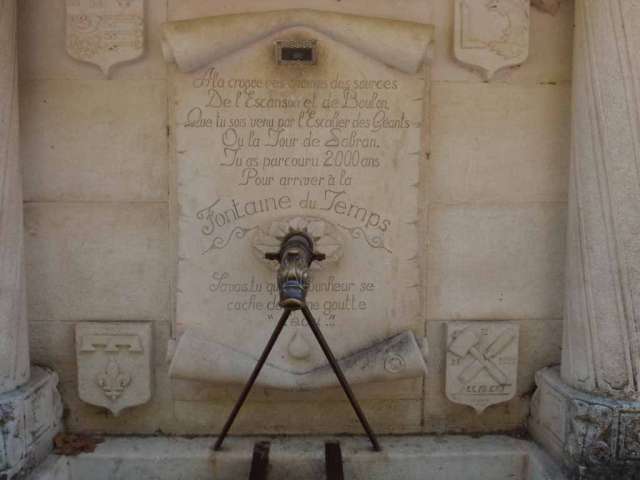 A la croisée des chemins des sources
De l'Escanson et de Boulon,
Que tu sois venu par l'Escalier des Géants
Ou la Tour de Sabran,
Tu as parcouru 2000 ans
Pour arriver à la
Fontaine du Temps
bonheur se
cache goutte